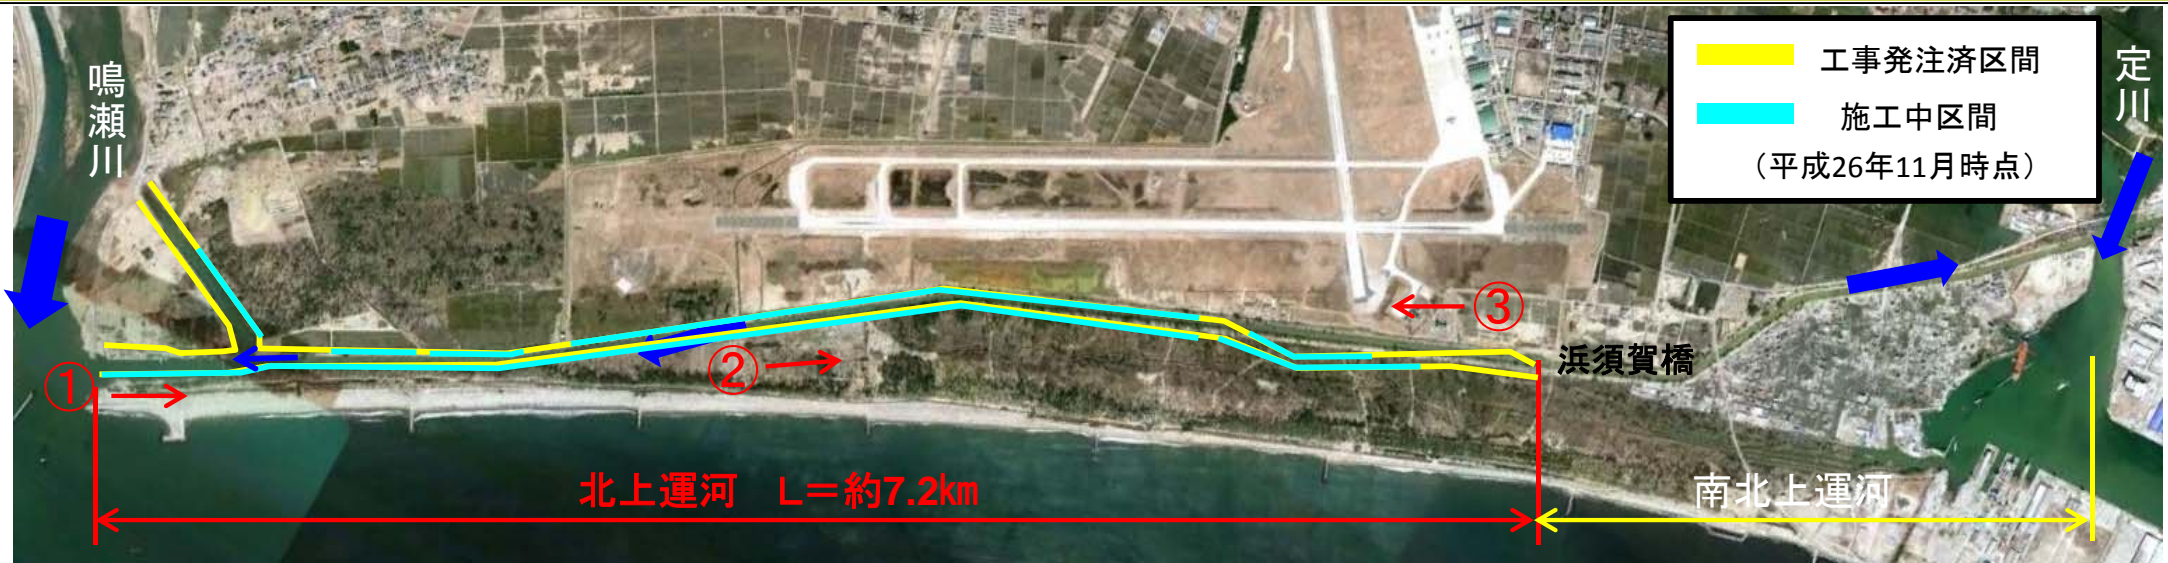 鳴瀬川
工事発注済区間
施工中区間
（平成26年11月時点）
定川
③
②
①
浜須賀橋
北上運河　L＝約7.2km
南北上運河